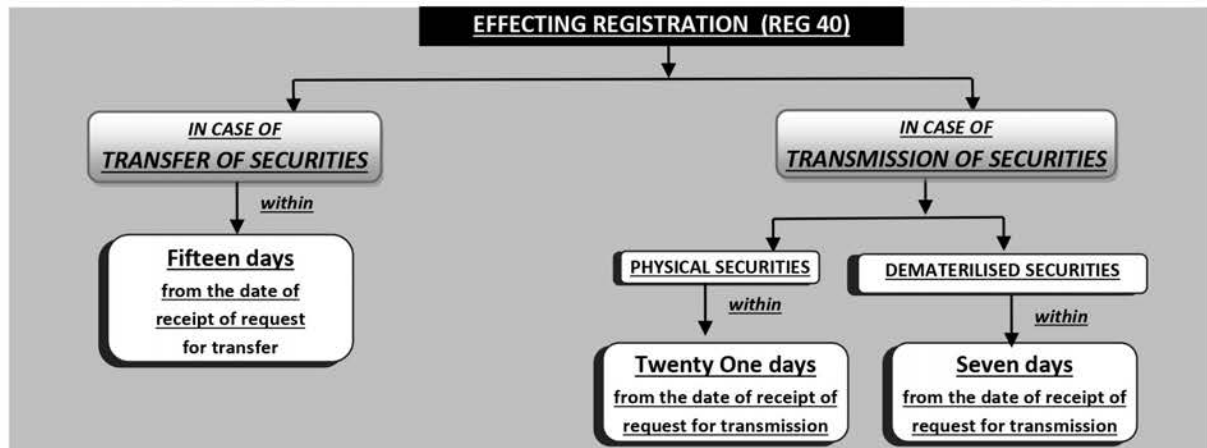 EFFECTING REGISTRATION (REG 40)
IN CASE OF
TRANSFER OF SECURITIES
within
Fifteen days
from the date of
receipt of request
for transfer
IN CASE OF
TRANSMISSION OF SECURITIES
PHYSICAL SECURITIES
within
Twenty One days
from the date of receipt of
request for transmission
DEMATERILISED SECURITIES
within
Seven days
from the date of receipt of
request for transmission